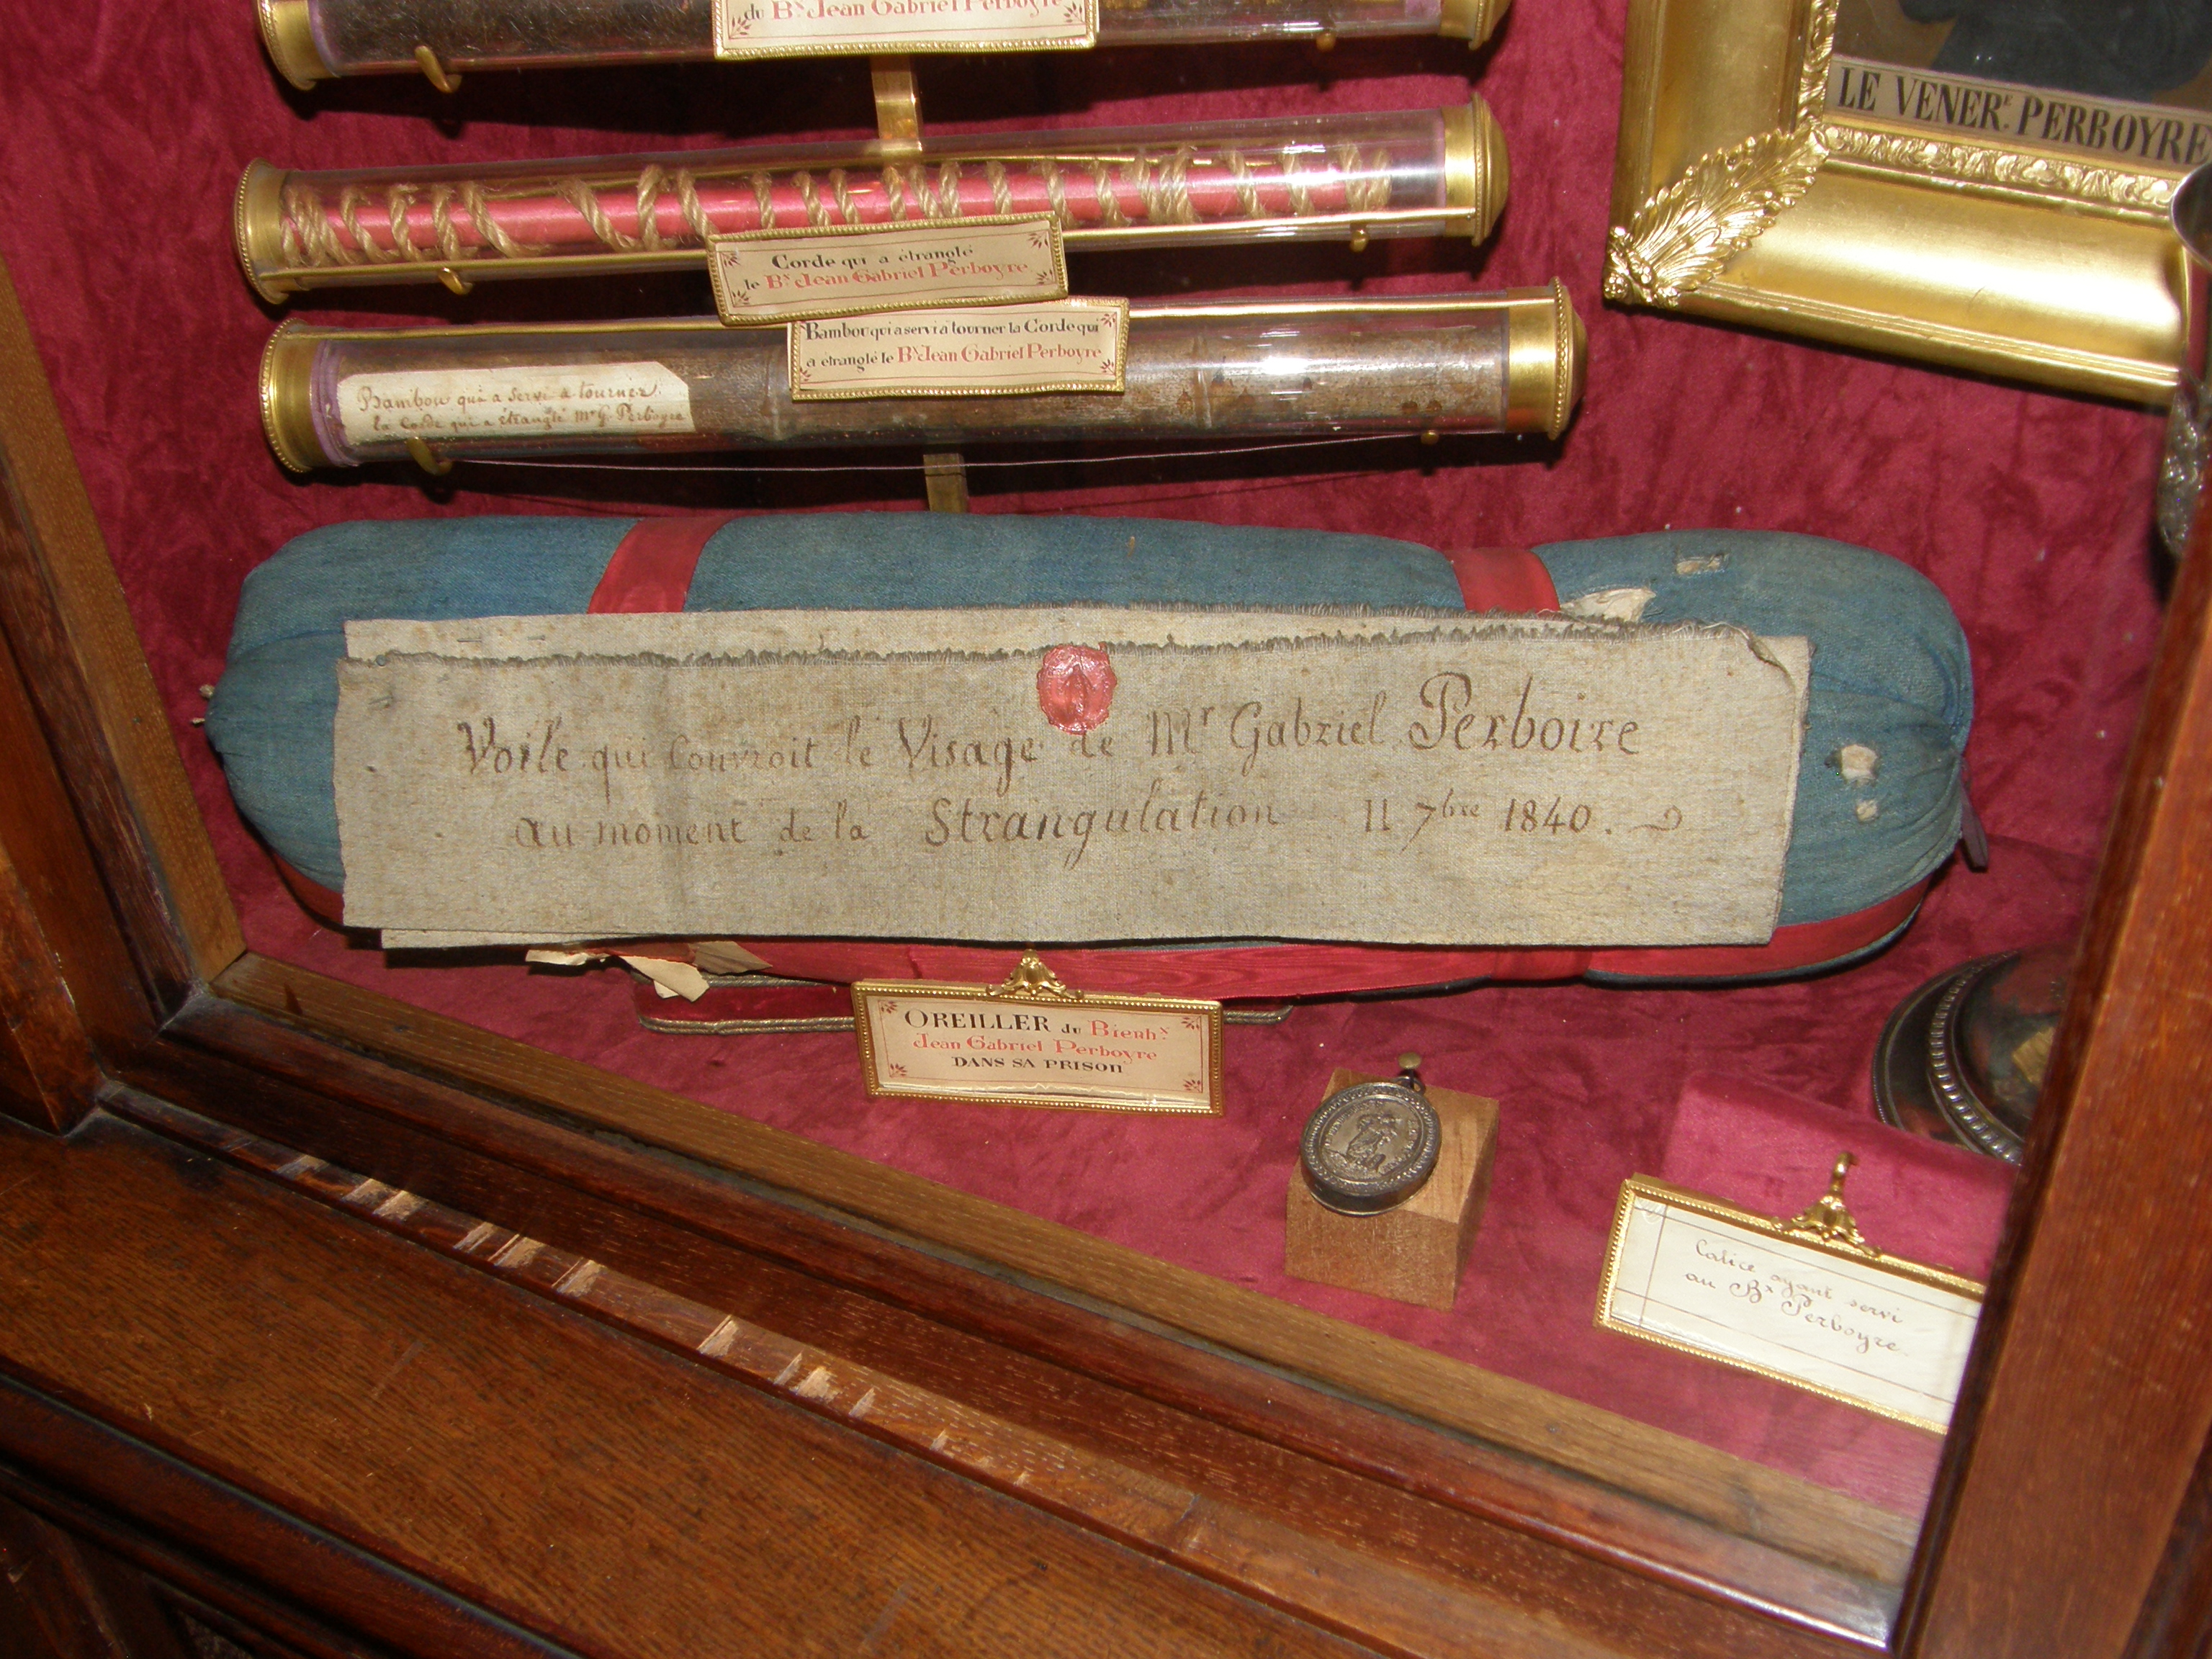 du Bx Jean Gabriel Perboyre
LE VENERE. PERBOYRE
Corde qui a étranglé
le Bx Jean Gabriel Perboyre
Bambou qui a servi à tourner la Corde qui
a étranglé le Bx Jean Gabriel Perboyre
Bambou qui a servi à tourner
la Corde qui a étranglé Mr G. Perboyre
Voile qui Couvroit le Visage de Mr Gabriel Perboire
au moment de la Strangulation 11 7bre 1840.
OREILLER du Bienhx
Jean Gabriel Perboyre
DANS SA PRISON
Calice ayant servi
au Bx Perboyre.